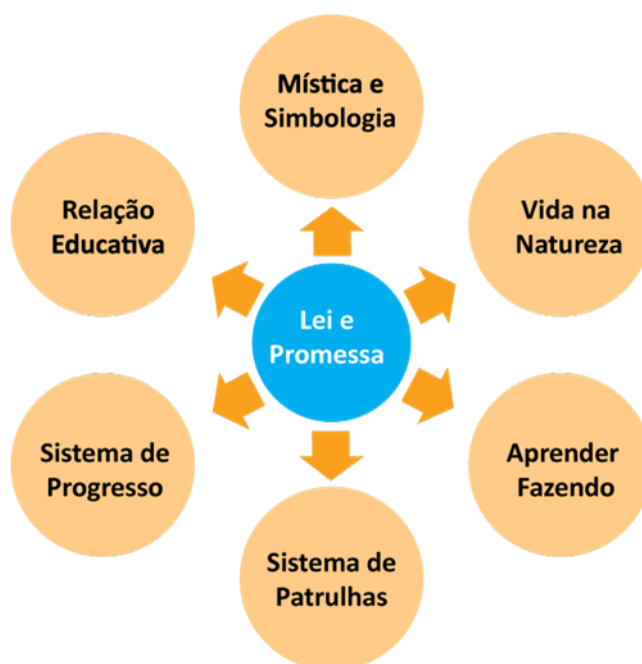 Mística e
Simbologia
Relação
Educativa
Vida na
Natureza
Lei e
Promessa
Sistema de
Progresso
Aprender
Fazendo
Sistema de
Patrulhas